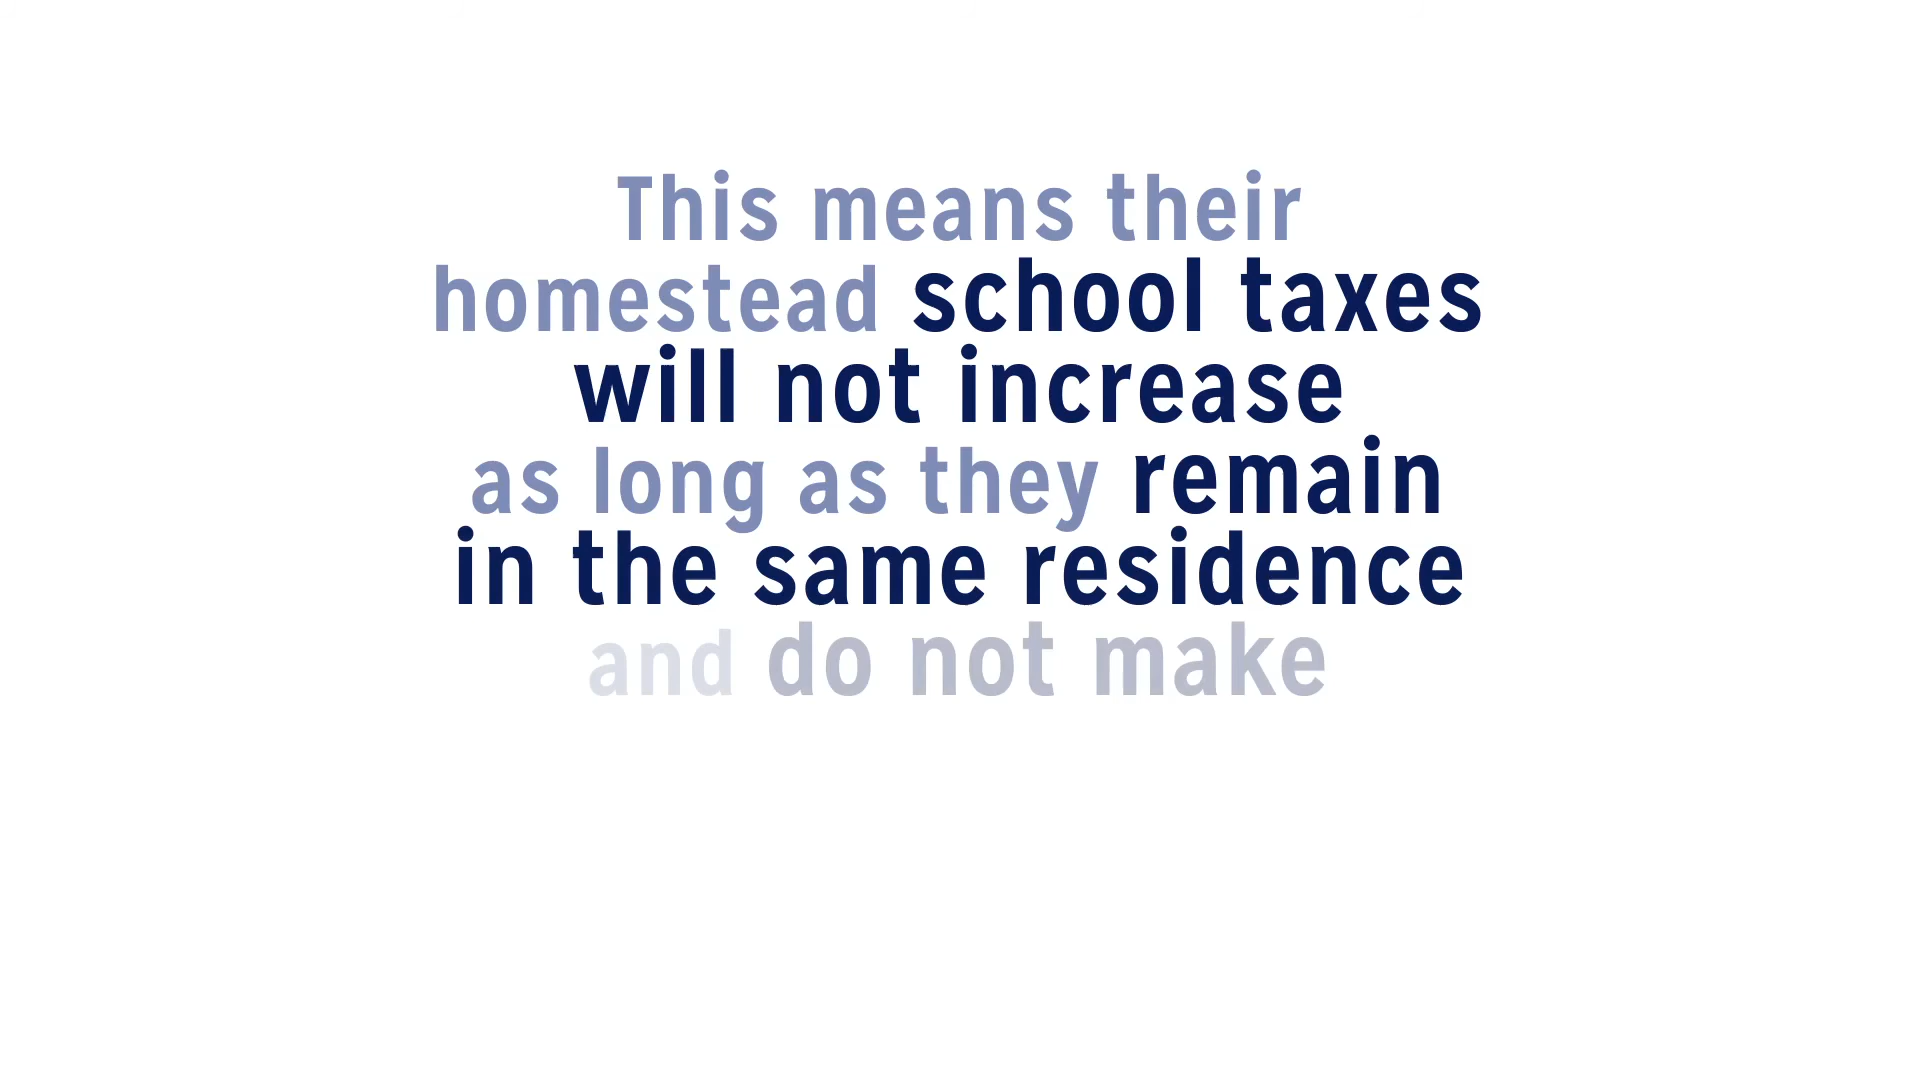 This means their
homestead school taxes
will not increase
as long as they remain
in the same residence
and do not make